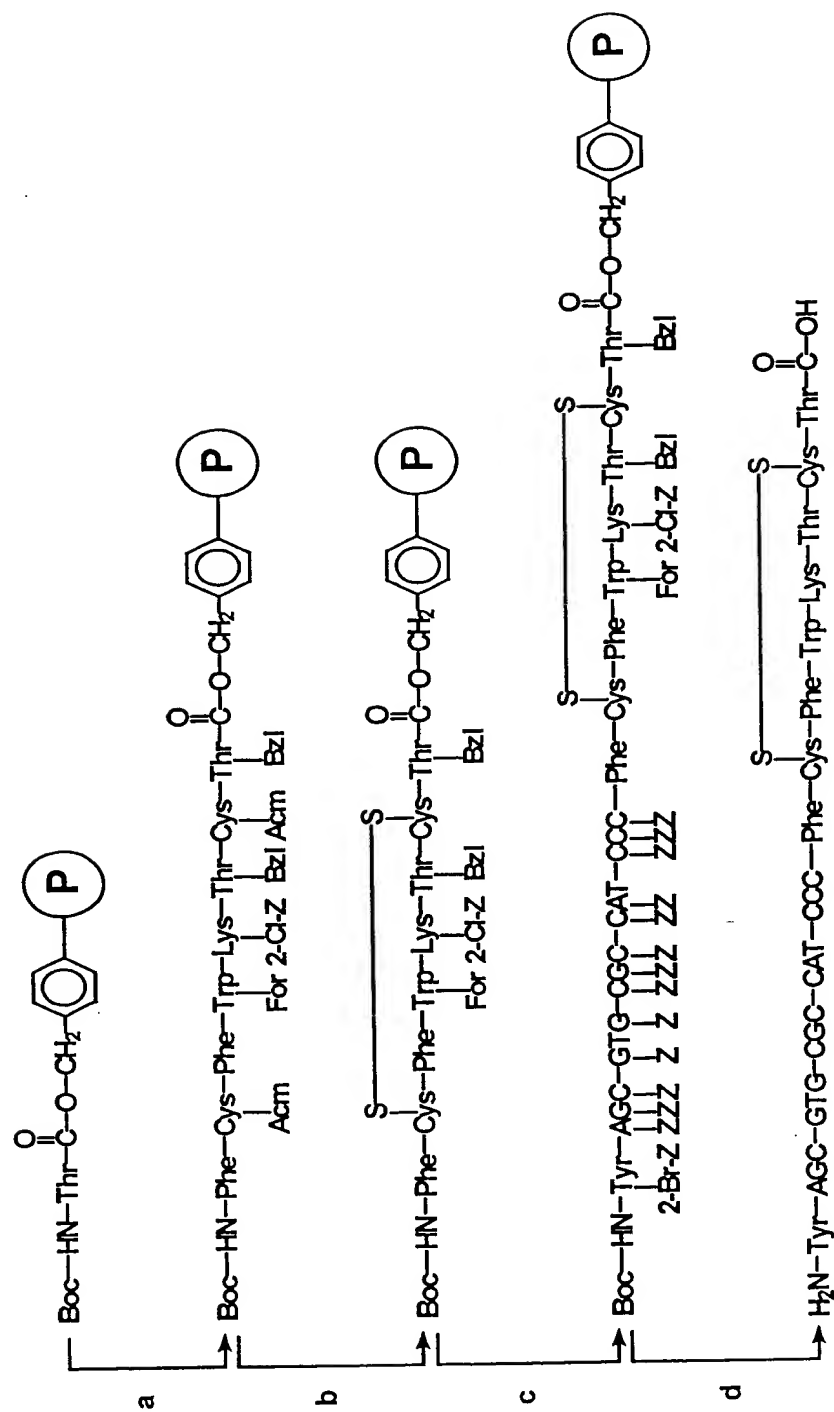 O P
Boc—HN—Thr—C—O—CH2
a
O P
Boc—HN—Phe—Cys—Phe—Trp—Lys—Thr—Cys—Thr—C—O—CH2
Acm For 2-Cl-Z Bzl Acm Bzl
b
S S O P
Boc—HN—Phe—Cys—Phe—Trp—Lys—Thr—Cys—Thr—C—O—CH2
For 2-Cl-Z Bzl Bzl
c
S S O P
Boc—HN—Tyr—AGC—GTG—CGC—CAT—CCC—Phe—Cys—Phe—Trp—Lys—Thr—Cys—Thr—C—O—CH2
2-Br-Z ZZZ Z Z ZZZ ZZ ZZZ For 2-Cl-Z Bzl Bzl
d
S S O
H2N—Tyr—AGC—GTG—CGC—CAT—CCC—Phe—Cys—Phe—Trp—Lys—Thr—Cys—Thr—C—OH